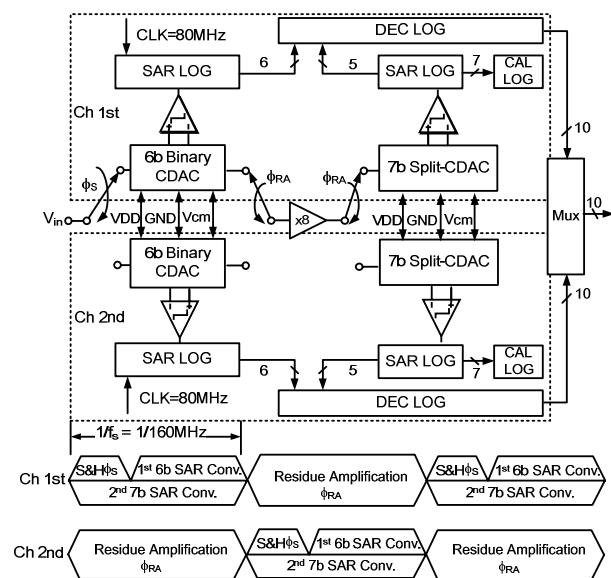 CLK=80MHz
DEC LOG
SAR LOG
6
5
SAR LOG
7
CAL
LOG
Ch 1st
10
6b Binary
CDAC
7b Split-CDAC
ϕS
ϕRA
ϕRA
Vin
VDD GND Vcm
x8
VDD GND Vcm
Mux
10
6b Binary
CDAC
7b Split-CDAC
Ch 2nd
10
SAR LOG
6
5
SAR LOG
7
CAL
LOG
CLK=80MHz
DEC LOG
1/fs = 1/160MHz
Ch 1st
S&HϕS
1st 6b SAR Conv.
2nd 7b SAR Conv.
Residue Amplification
ϕRA
S&HϕS
1st 6b SAR Conv.
2nd 7b SAR Conv.
Ch 2nd
Residue Amplification
ϕRA
S&HϕS
1st 6b SAR Conv.
2nd 7b SAR Conv.
Residue Amplification
ϕRA